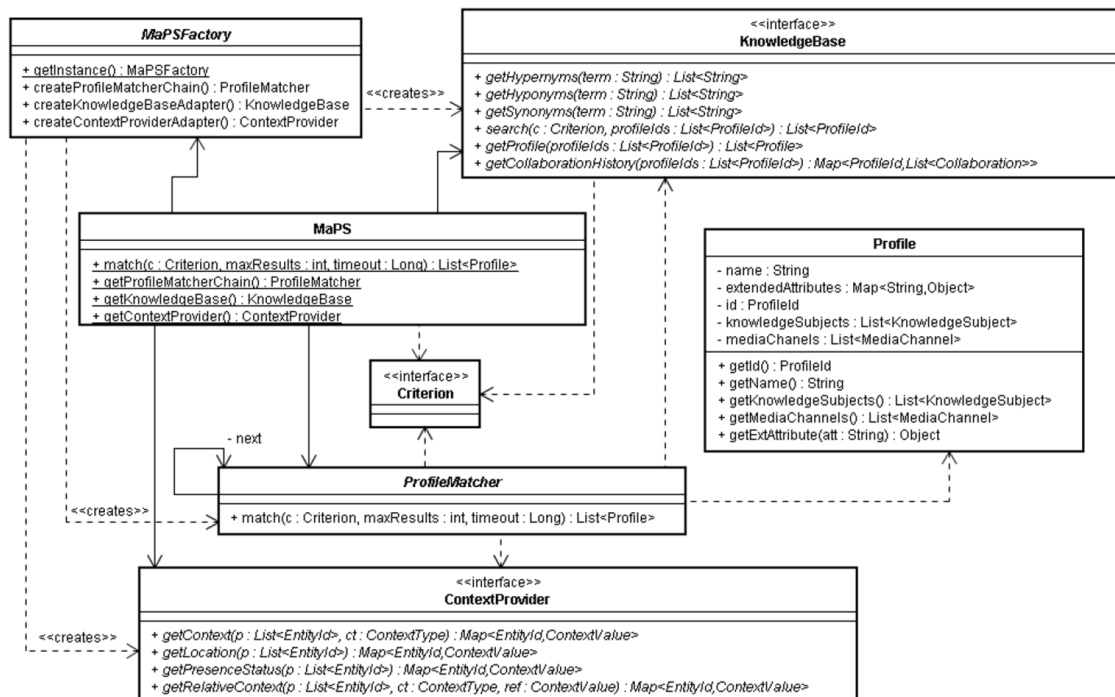 MaPSFactory
+ getInstance() : MaPSFactory
+ createProfileMatcherChain() : ProfileMatcher
+ createKnowledgeBaseAdapter() : KnowledgeBase
+ createContextProviderAdapter() : ContextProvider
<<creates>>
<<interface>>
KnowledgeBase
+ getHypernyms(term : String) : List<String>
+ getHyponyms(term : String) : List<String>
+ getSynonyms(term : String) : List<String>
+ search(c : Criterion, profileIds : List<ProfileId>) : List<ProfileId>
+ getProfile(profileIds : List<ProfileId>) : List<Profile>
+ getCollaborationHistory(profileIds : List<ProfileId>) : Map<ProfileId,List<Collaboration>>
MaPS
+ match(c : Criterion, maxResults : int, timeout : Long) : List<Profile>
+ getProfileMatcherChain() : ProfileMatcher
+ getKnowledgeBase() : KnowledgeBase
+ getContextProvider() : ContextProvider
Profile
- name : String
- extendedAttributes : Map<String,Object>
- id : ProfileId
- knowledgeSubjects : List<KnowledgeSubject>
- mediaChanels : List<MediaChannel>
+ getId() : ProfileId
+ getName() : String
+ getKnowledgeSubjects() : List<KnowledgeSubject>
+ getMediaChannels() : List<MediaChannel>
+ getExtAttribute(att : String) : Object
<<interface>>
Criterion
- next
ProfileMatcher
+ match(c : Criterion, maxResults : int, timeout : Long) : List<Profile>
<<creates>>
<<interface>>
ContextProvider
+ getContext(p : List<EntityId>, ct : ContextType) : Map<EntityId,ContextValue>
+ getLocation(p : List<EntityId>) : Map<EntityId,ContextValue>
+ getPresenceStatus(p : List<EntityId>) : Map<EntityId,ContextValue>
+ getRelativeContext(p : List<EntityId>, ct : ContextType, ref : ContextValue) : Map<EntityId,ContextValue>
<<creates>>